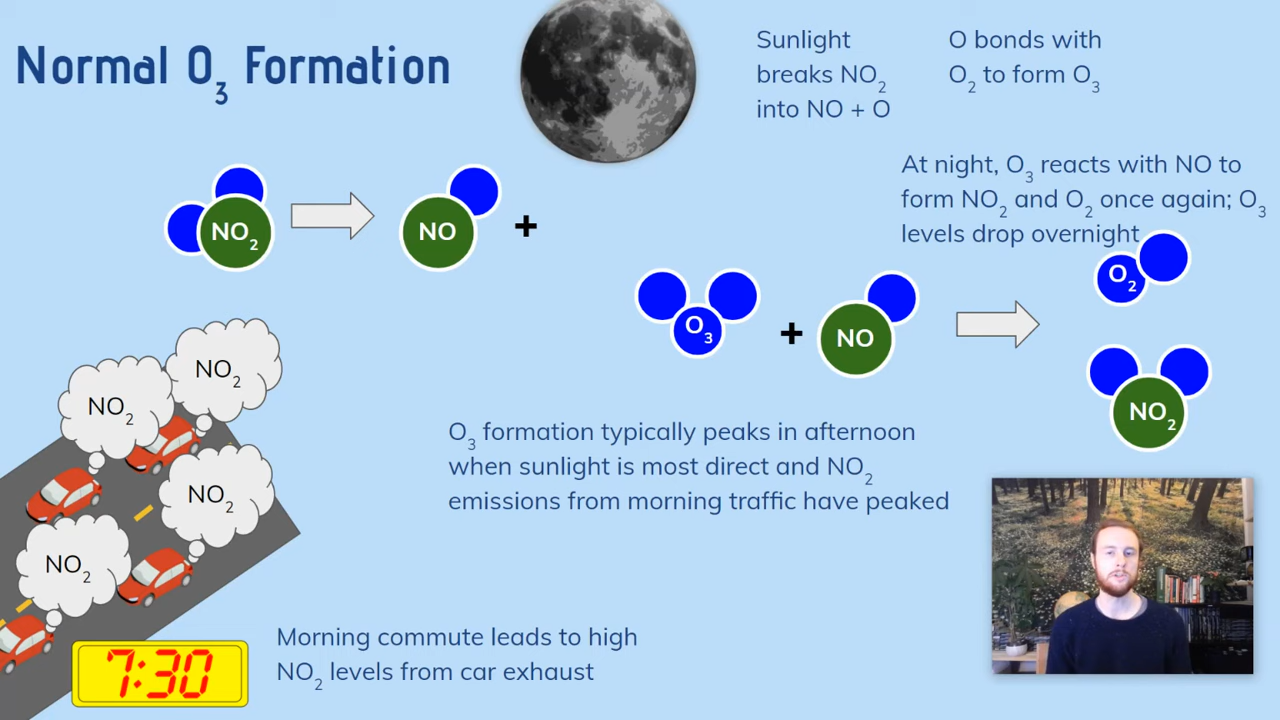 Normal O₃ Formation
Sunlight
breaks NO₂
into NO + O
O bonds with
O₂ to form O₃
At night, O₃ reacts with NO to
form NO₂ and O₂ once again; O₃
levels drop overnight
NO₂
NO
+
O₂
O₃
+
NO
NO₂
NO₂
NO₂
NO₂
NO₂
O₃ formation typically peaks in afternoon
when sunlight is most direct and NO₂
emissions from morning traffic have peaked
7:30
Morning commute leads to high
NO₂ levels from car exhaust